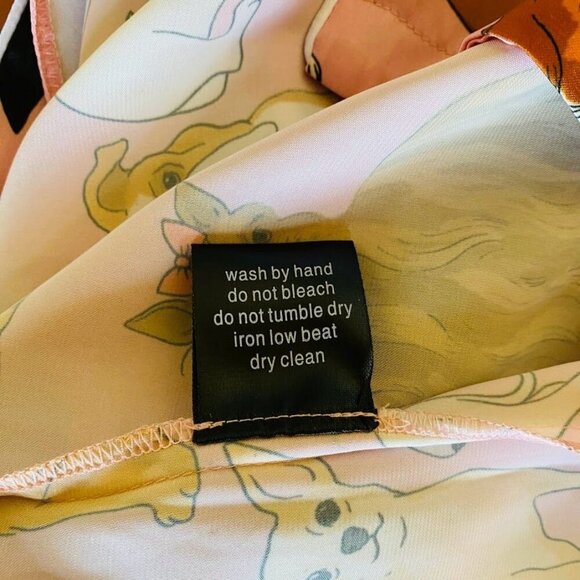 wash by hand
do not bleach
do not tumble dry
iron low beat
dry clean